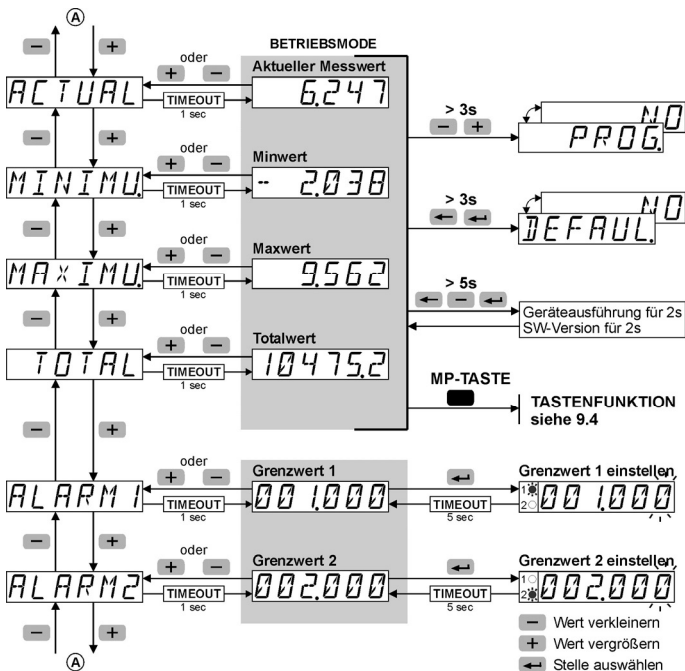 A
− +
BETRIEBSMODE
oder
+ −
Aktueller Messwert
ACTUAL
TIMEOUT
1 sec
6.247
> 3s
− +
NO
PROG.
− +
oder
+ −
Minwert
MINIMU.
TIMEOUT
1 sec
- 2.038
> 3s
NO
DEFAUL.
− +
oder
+ −
Maxwert
MAXIMU.
TIMEOUT
1 sec
9.562
> 5s
−
Geräteausführung für 2s
SW-Version für 2s
− +
oder
+ −
Totalwert
TOTAL
TIMEOUT
1 sec
10475.2
MP-TASTE
TASTENFUNKTION
siehe 9.4
− +
oder
+ −
Grenzwert 1
Grenzwert 1 einstellen
ALARM1
TIMEOUT
1 sec
001.000
TIMEOUT
5 sec
1
2
001.000
− +
oder
+ −
Grenzwert 2
Grenzwert 2 einstellen
ALARM2
TIMEOUT
1 sec
002.000
TIMEOUT
5 sec
1
2
002.000
− +
− Wert verkleinern
+ Wert vergrößern
Stelle auswählen
A